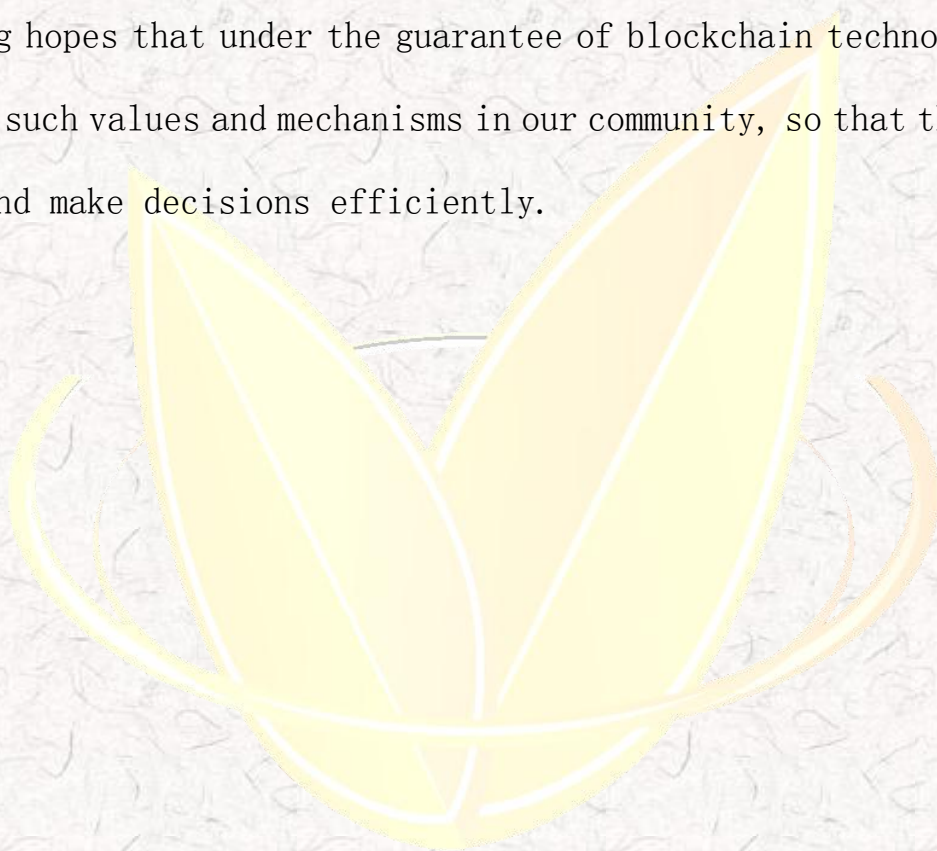 g hopes that under the guarantee of blockchain techno
such values and mechanisms in our community, so that t
nd make decisions efficiently.